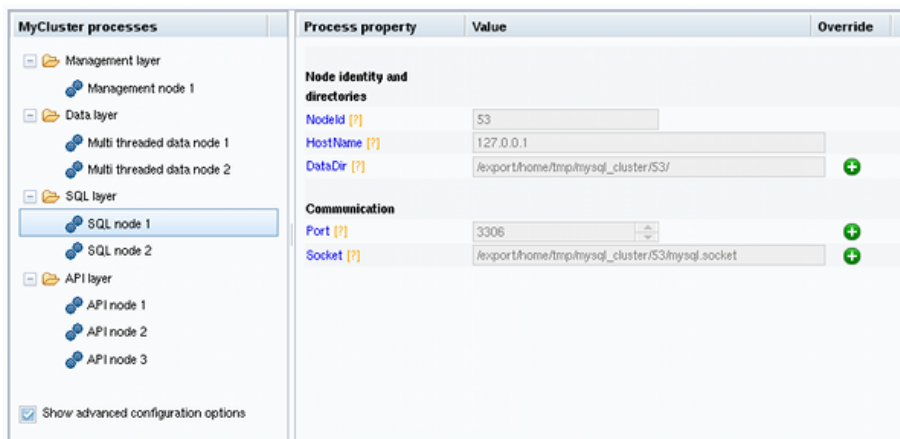 MyCluster processes
Management layer
Management node 1
Data layer
Multi threaded data node 1
Multi threaded data node 2
SQL layer
SQL node 1
SQL node 2
API layer
API node 1
API node 2
API node 3
Show advanced configuration options
Process property Value Override
Node identity and
directories
NodeId [?] 53
HostName [?] 127.0.0.1
DataDir [?] /export/home/tmp/mysql_cluster/53/
Communication
Port [?] 3306
Socket [?] /export/home/tmp/mysql_cluster/53/mysql.socket